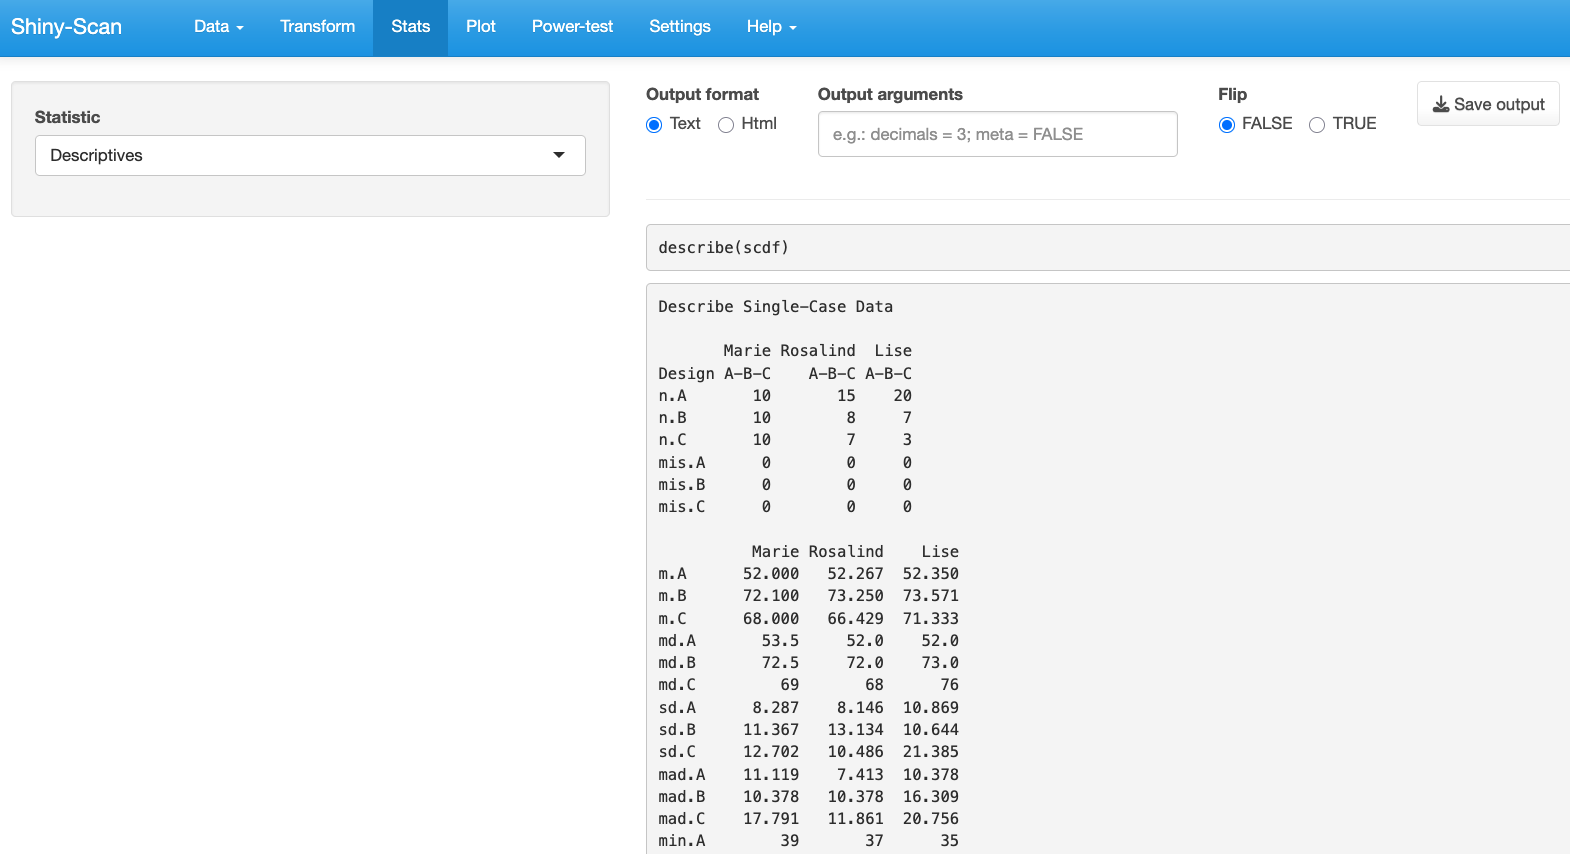 Shiny-Scan Data Transform Stats Plot Power-test Settings Help
Statistic
Descriptives
Output format Output arguments Flip
Text Html e.g.: decimals = 3; meta = FALSE FALSE TRUE Save output
describe(scdf)
Describe Single-Case Data
Marie Rosalind Lise
Design A-B-C A-B-C A-B-C
n.A 10 15 20
n.B 10 8 7
n.C 10 7 3
mis.A 0 0 0
mis.B 0 0 0
mis.C 0 0 0
Marie Rosalind Lise
m.A 52.000 52.267 52.350
m.B 72.100 73.250 73.571
m.C 68.000 66.429 71.333
md.A 53.5 52.0 52.0
md.B 72.5 72.0 73.0
md.C 69 68 76
sd.A 8.287 8.146 10.869
sd.B 11.367 13.134 10.644
sd.C 12.702 10.486 21.385
mad.A 11.119 7.413 10.378
mad.B 10.378 10.378 16.309
mad.C 17.791 11.861 20.756
min.A 39 37 35